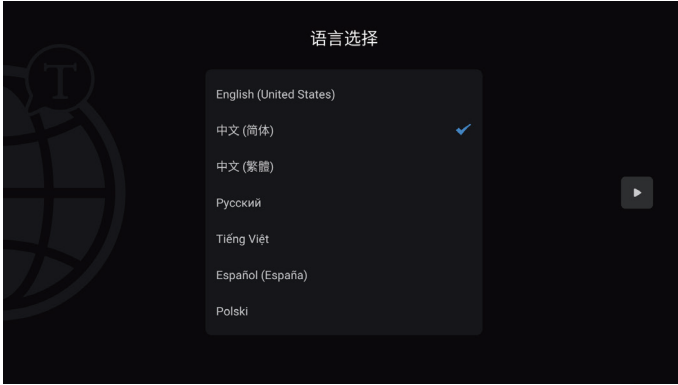 语言选择
T
English (United States)
中文 (简体)
中文 (繁體)
Русский
Tiếng Việt
Español (España)
Polski